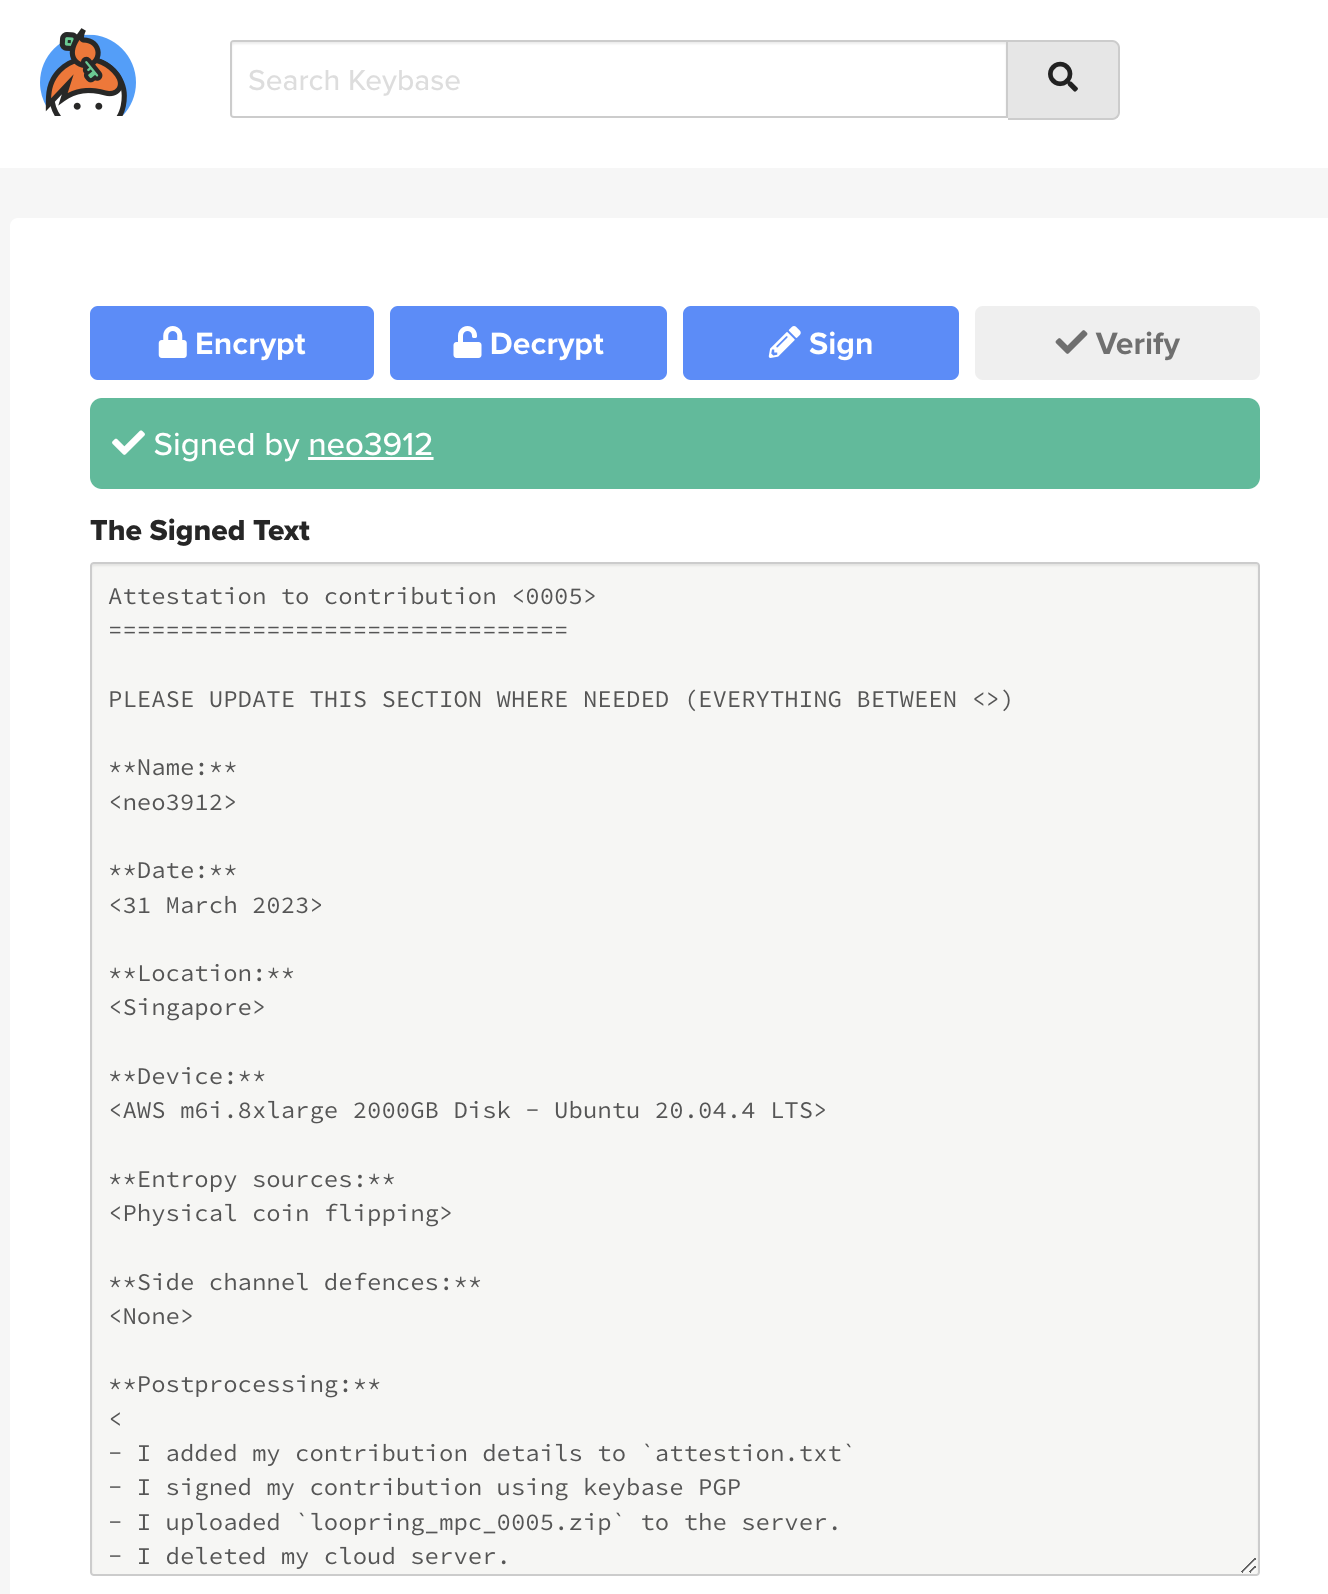 Search Keybase
Encrypt
Decrypt
Sign
Verify
Signed by neo3912
The Signed Text
Attestation to contribution <0005>
================================
PLEASE UPDATE THIS SECTION WHERE NEEDED (EVERYTHING BETWEEN <>)
**Name:**
<neo3912>
**Date:**
<31 March 2023>
**Location:**
<Singapore>
**Device:**
<AWS m6i.8xlarge 2000GB Disk - Ubuntu 20.04.4 LTS>
**Entropy sources:**
<Physical coin flipping>
**Side channel defences:**
<None>
**Postprocessing:**
<
- I added my contribution details to `attestion.txt`
- I signed my contribution using keybase PGP
- I uploaded `loopring_mpc_0005.zip` to the server.
- I deleted my cloud server.